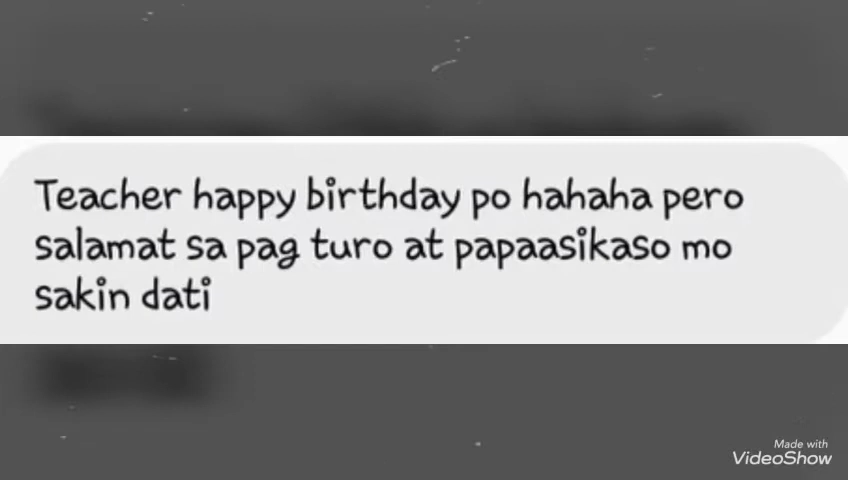 Teacher happy birthday po hahaha pero
salamat sa pag turo at papaasikaso mo
sakin dati
Made with
VideoShow